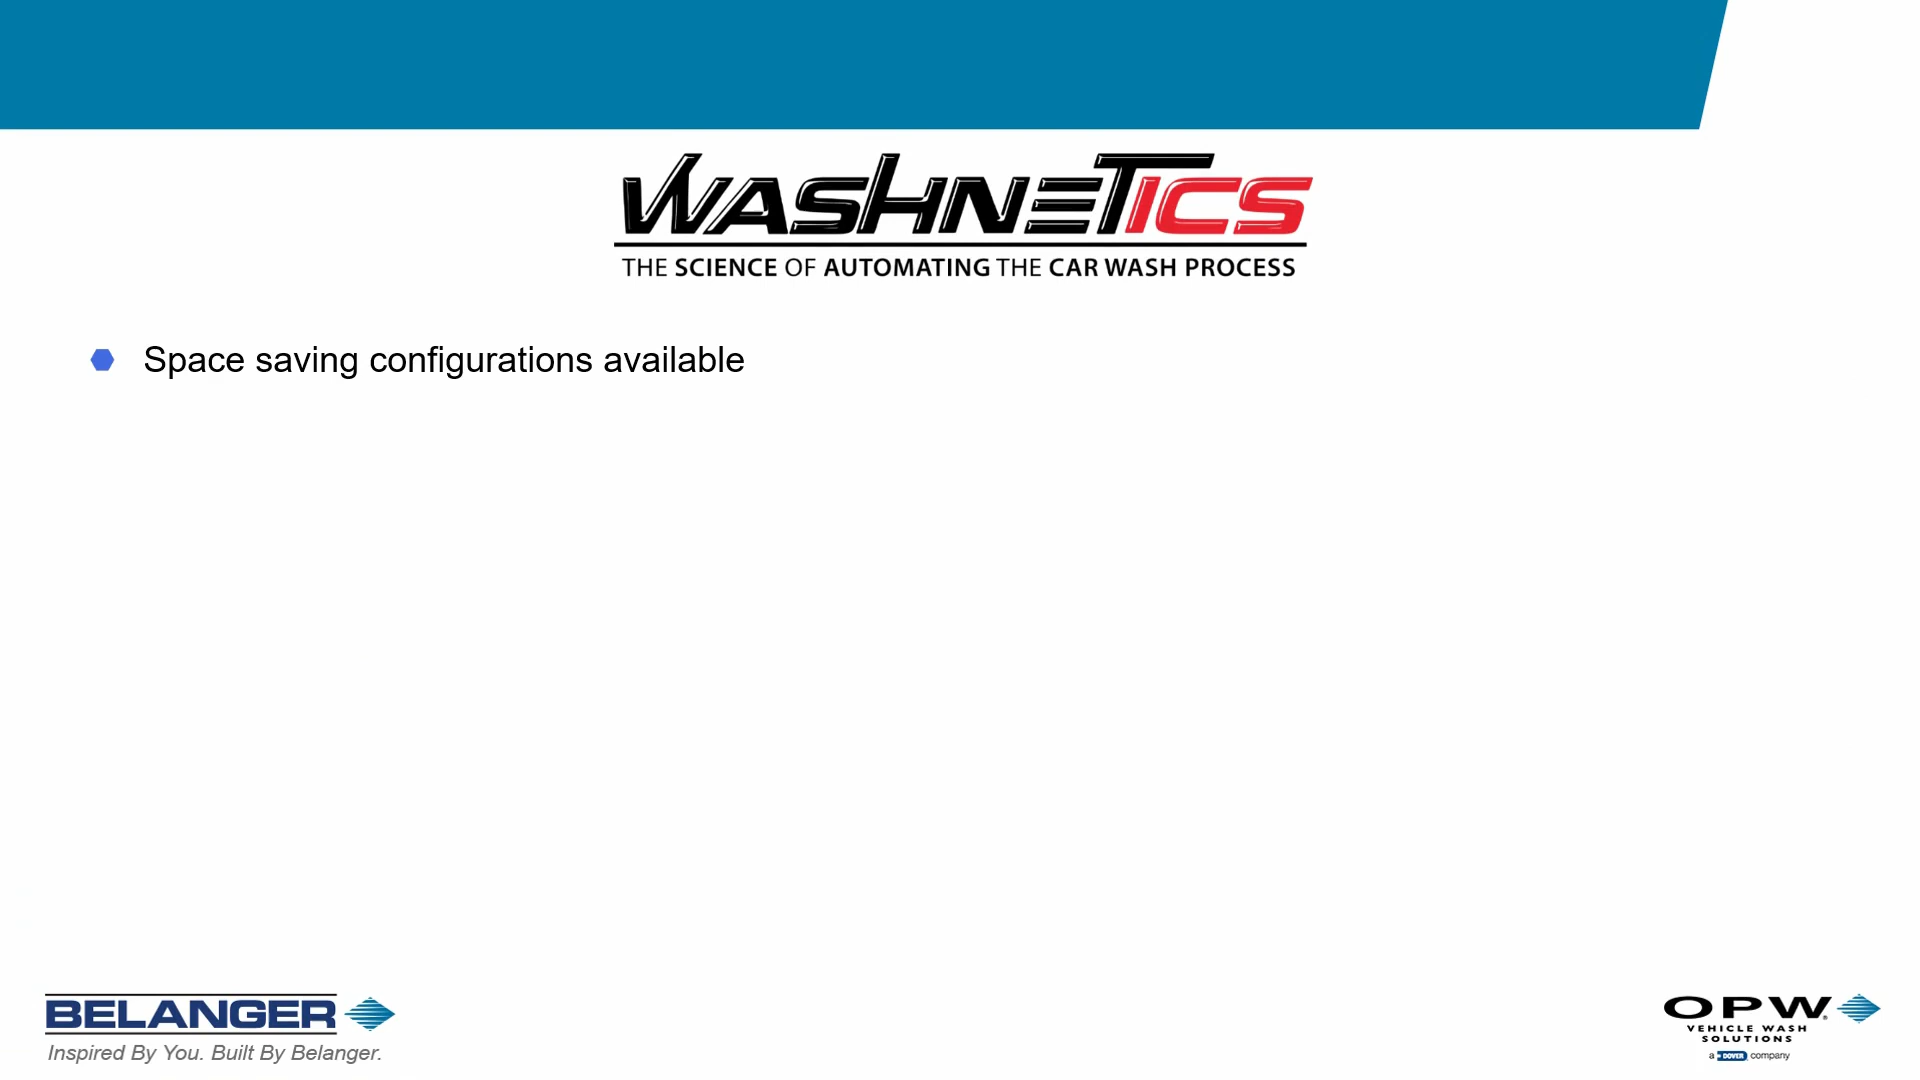 WASHNETICS
THE SCIENCE OF AUTOMATING THE CAR WASH PROCESS
Space saving configurations available
BELANGER
Inspired By You. Built By Belanger.
OPW®
VEHICLE WASH
SOLUTIONS
a DOVER company